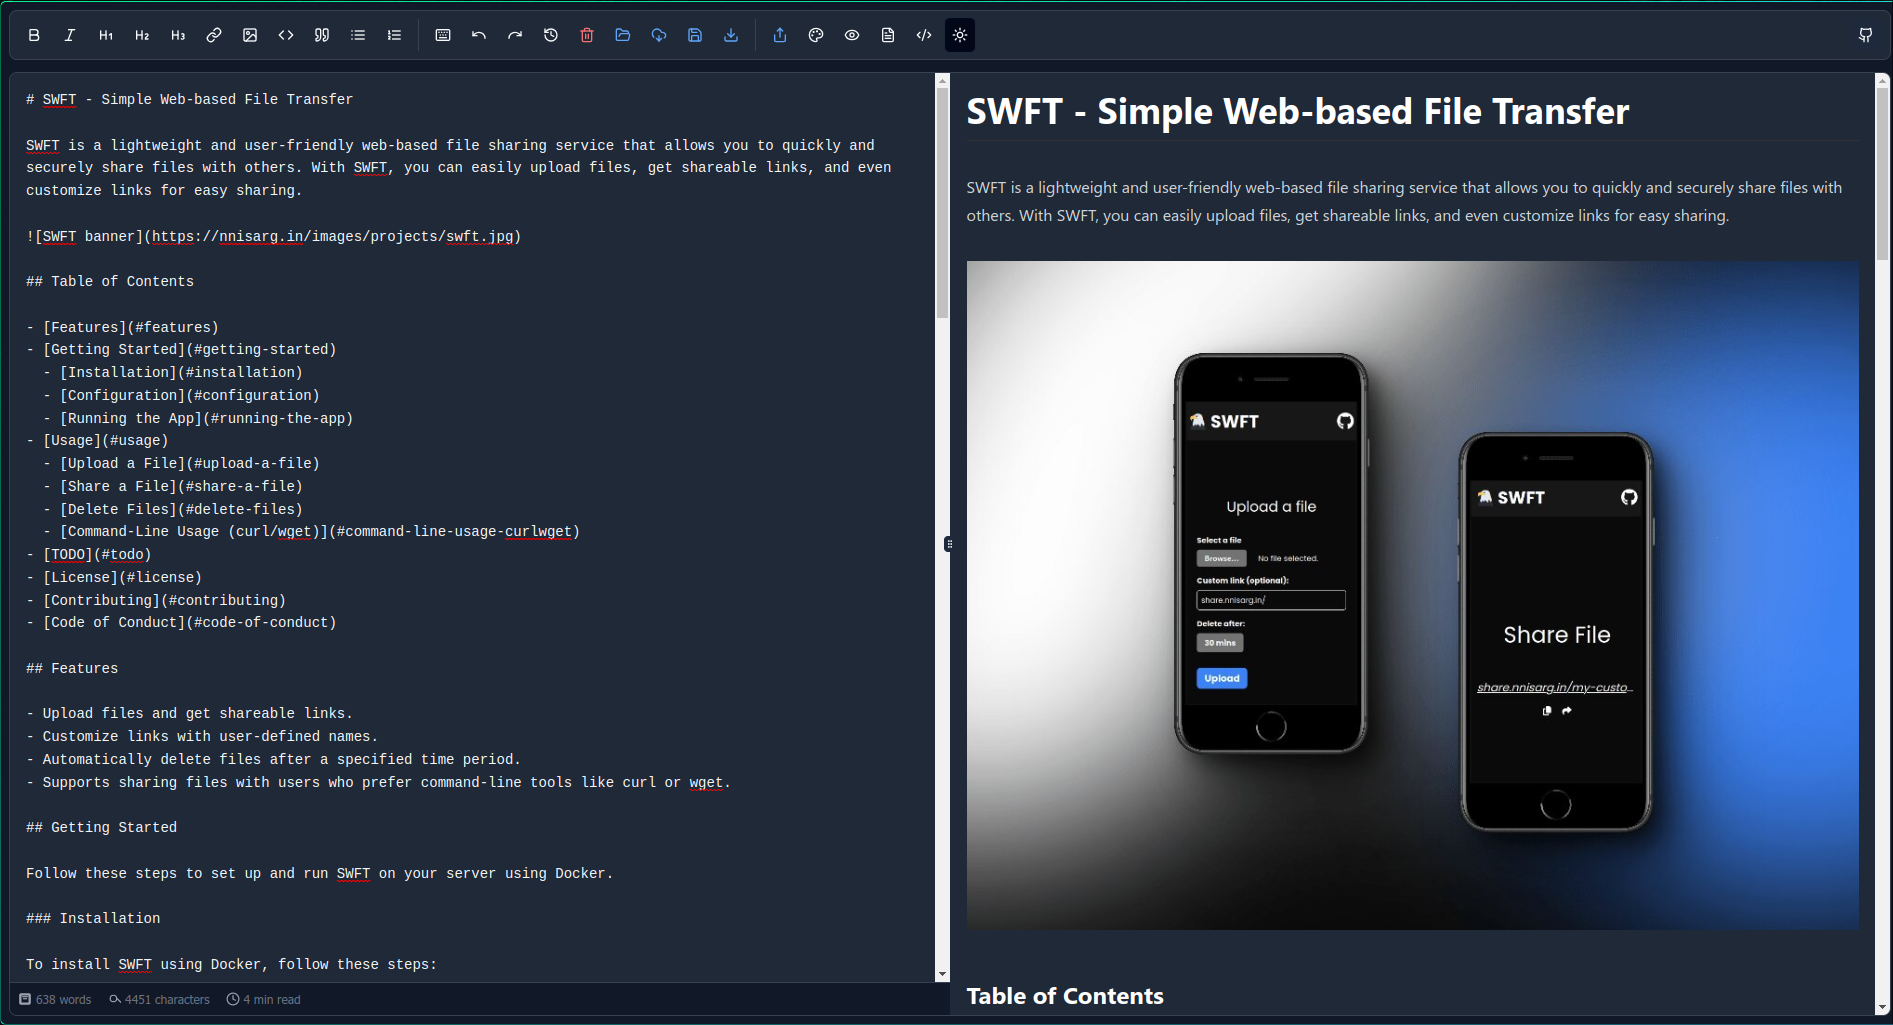 H1 H2 H3
# SWFT - Simple Web-based File Transfer
SWFT is a lightweight and user-friendly web-based file sharing service that allows you to quickly and
securely share files with others. With SWFT, you can easily upload files, get shareable links, and even
customize links for easy sharing.
![SWFT banner](https://nnisarg.in/images/projects/swft.jpg)
## Table of Contents
- [Features](#features)
- [Getting Started](#getting-started)
  - [Installation](#installation)
  - [Configuration](#configuration)
  - [Running the App](#running-the-app)
- [Usage](#usage)
  - [Upload a File](#upload-a-file)
  - [Share a File](#share-a-file)
  - [Delete Files](#delete-files)
  - [Command-Line Usage (curl/wget)](#command-line-usage-curlwget)
- [TODO](#todo)
- [License](#license)
- [Contributing](#contributing)
- [Code of Conduct](#code-of-conduct)
## Features
- Upload files and get shareable links.
- Customize links with user-defined names.
- Automatically delete files after a specified time period.
- Supports sharing files with users who prefer command-line tools like curl or wget.
## Getting Started
Follow these steps to set up and run SWFT on your server using Docker.
### Installation
To install SWFT using Docker, follow these steps:
638 words 4451 characters 4 min read
SWFT - Simple Web-based File Transfer
SWFT is a lightweight and user-friendly web-based file sharing service that allows you to quickly and securely share files with
others. With SWFT, you can easily upload files, get shareable links, and even customize links for easy sharing.
SWFT
Upload a file
Select a file
Browse... No file selected.
Custom link (optional):
share.nnisarg.in/
Delete after:
30 mins
Upload
SWFT
Share File
share.nnisarg.in/my-custo...
Table of Contents